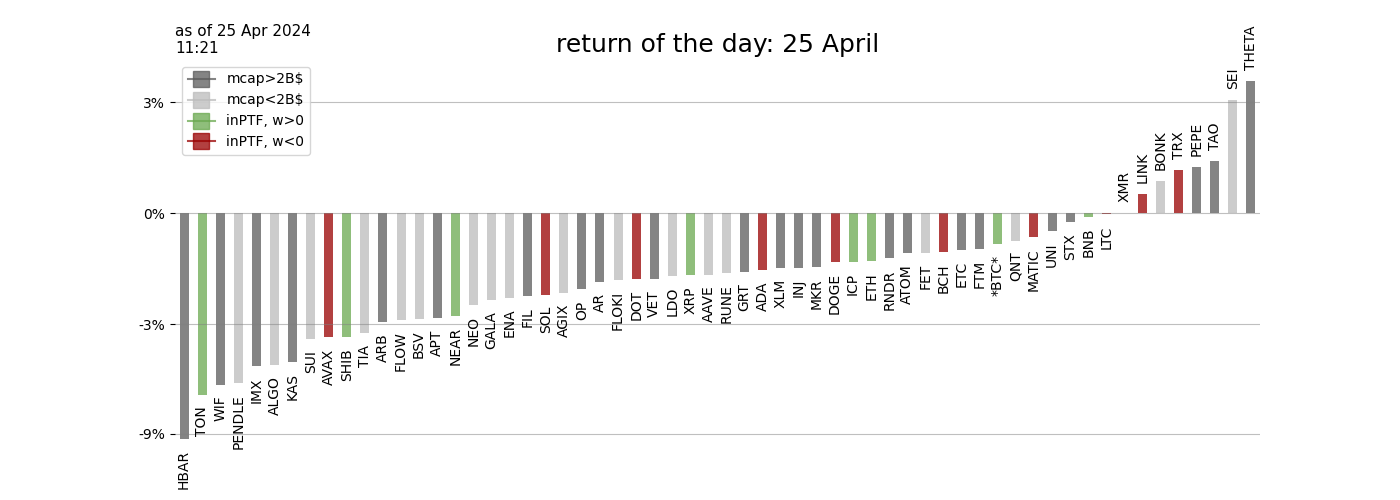 as of 25 Apr 2024
11:21
return of the day: 25 April
mcap>2B$
mcap<2B$
inPTF, w>0
inPTF, w<0
3%
0%
-3%
-9%
HBAR
TON
WIF
PENDLE
IMX
ALGO
KAS
SUI
AVAX
SHIB
TIA
ARB
FLOW
BSV
APT
NEAR
NEO
GALA
ENA
FIL
SOL
AGIX
OP
AR
FLOKI
DOT
VET
LDO
XRP
AAVE
RUNE
GRT
ADA
XLM
INJ
MKR
DOGE
ICP
ETH
RNDR
ATOM
FET
BCH
ETC
FTM
*BTC*
QNT
MATIC
UNI
STX
BNB
LTC
XMR
LINK
BONK
TRX
PEPE
TAO
SEI
THETA